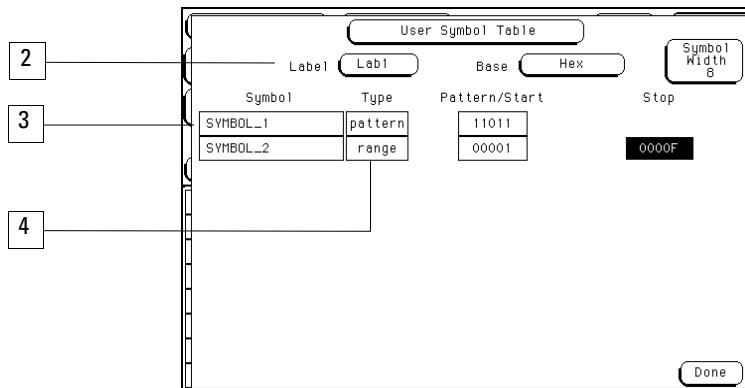 User Symbol Table
2
Label Lab1 Base Hex Symbol Width 8
Symbol Type Pattern/Start Stop
3
SYMBOL_1 pattern 11011
SYMBOL_2 range 00001 0000F
4
Done